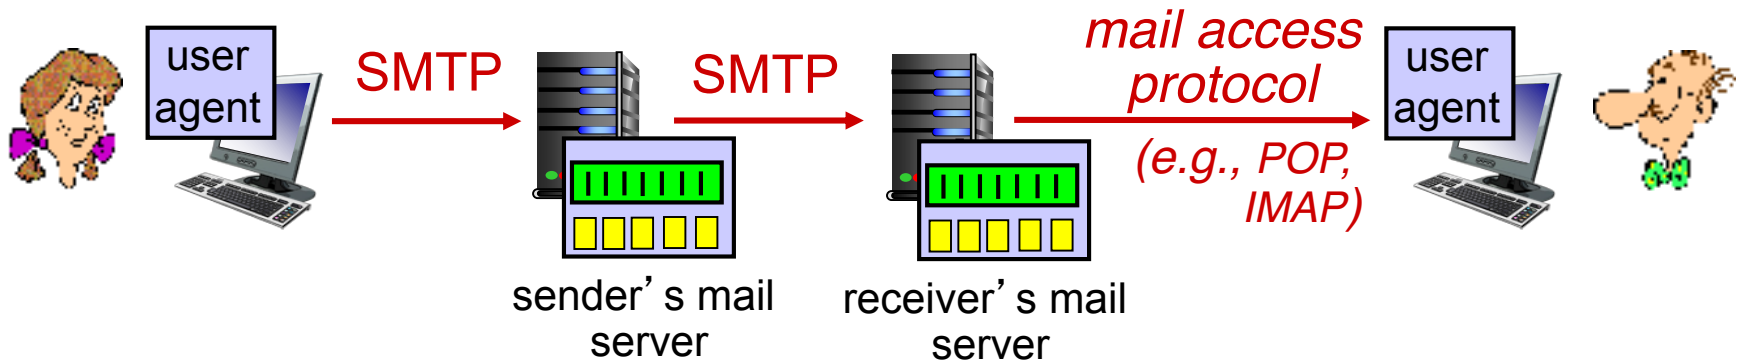 user
agent
SMTP
SMTP
mail access
protocol
(e.g., POP,
IMAP)
user
agent
sender’s mail
server
receiver’s mail
server